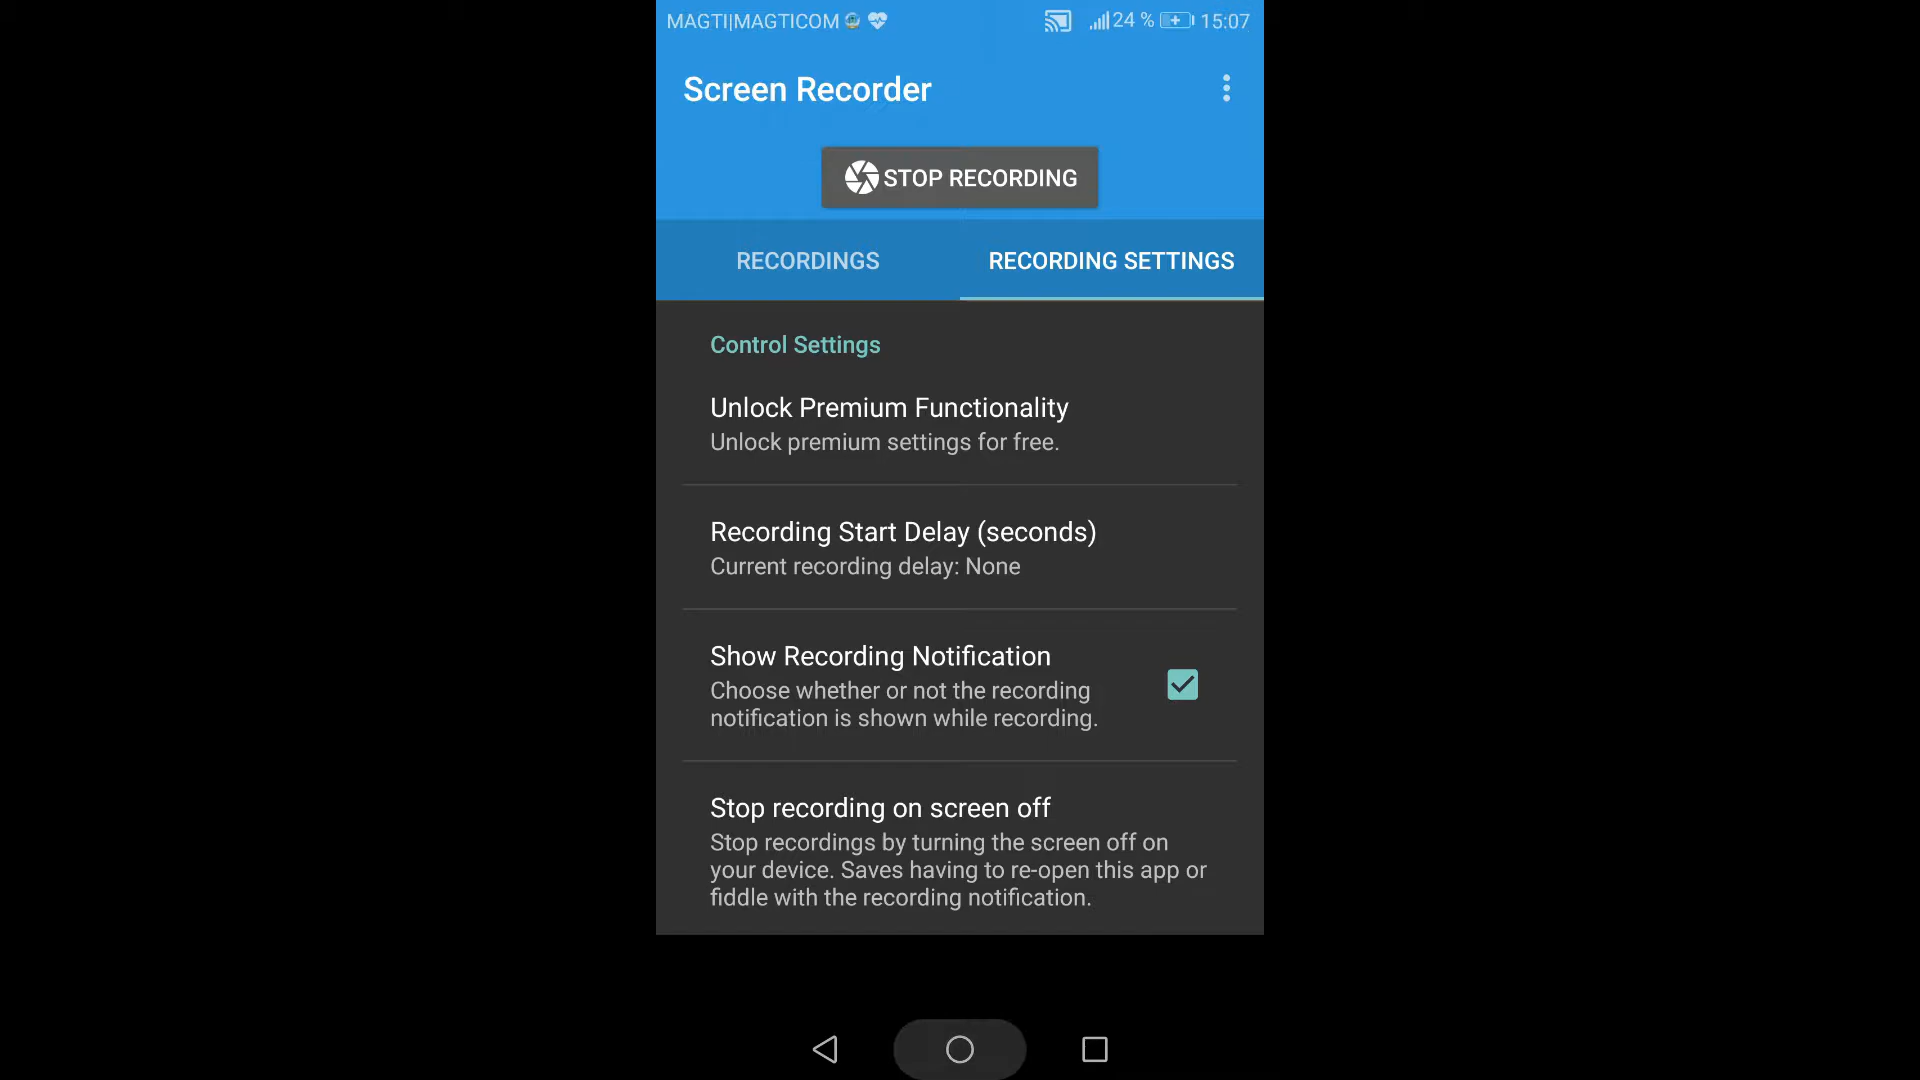 MAGTI|MAGTICOM 24 % 15:07
Screen Recorder
STOP RECORDING
RECORDINGS RECORDING SETTINGS
Control Settings
Unlock Premium Functionality
Unlock premium settings for free.
Recording Start Delay (seconds)
Current recording delay: None
Show Recording Notification
Choose whether or not the recording
notification is shown while recording.
Stop recording on screen off
Stop recordings by turning the screen off on
your device. Saves having to re-open this app or
fiddle with the recording notification.